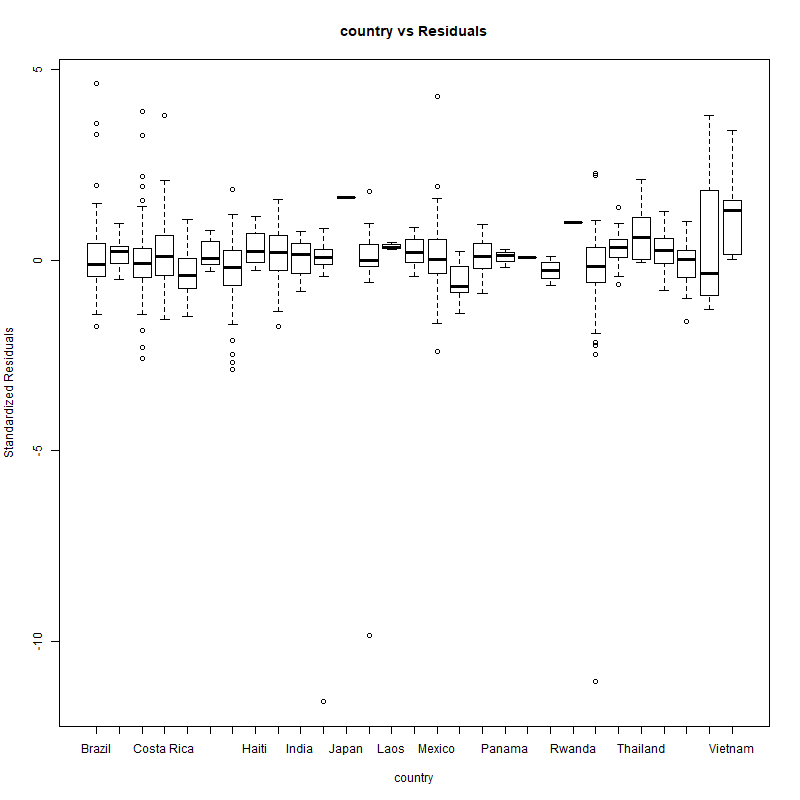 country vs Residuals
5
0
-5
-10
Standardized Residuals
Brazil Costa Rica Haiti India Japan Laos Mexico Panama Rwanda Thailand Vietnam
country